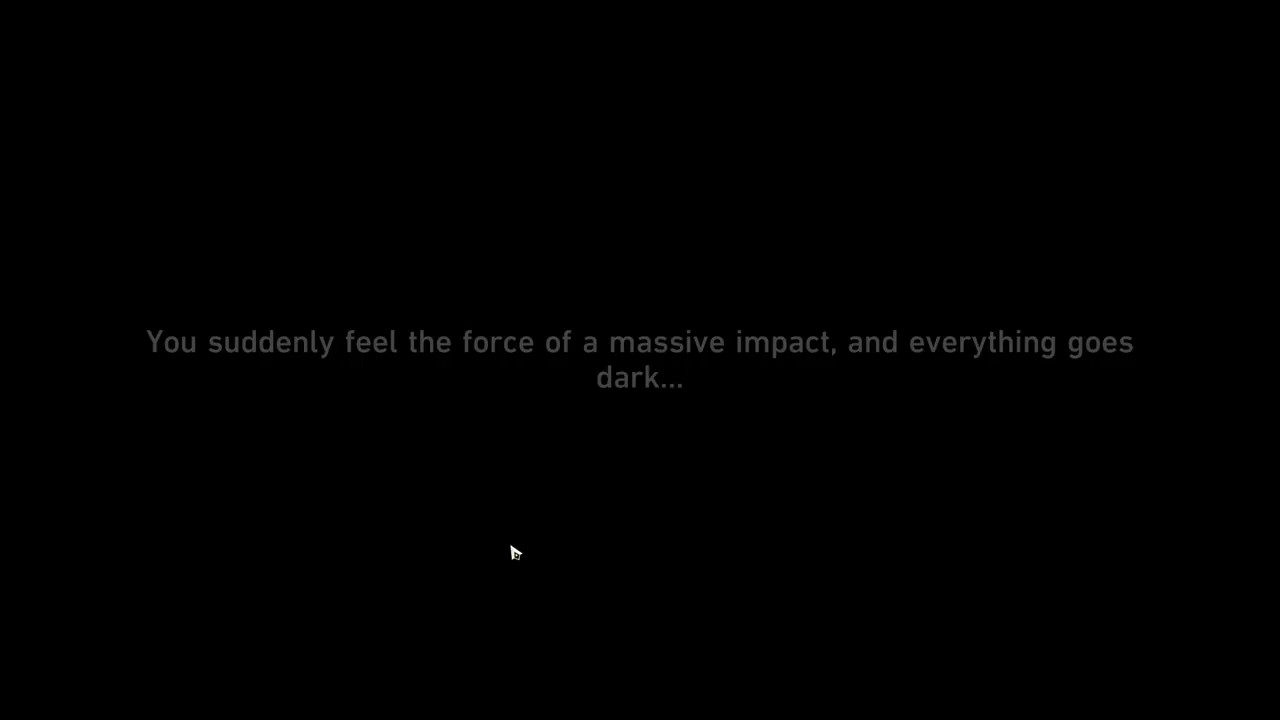 You suddenly feel the force of a massive impact, and everything goes
dark...